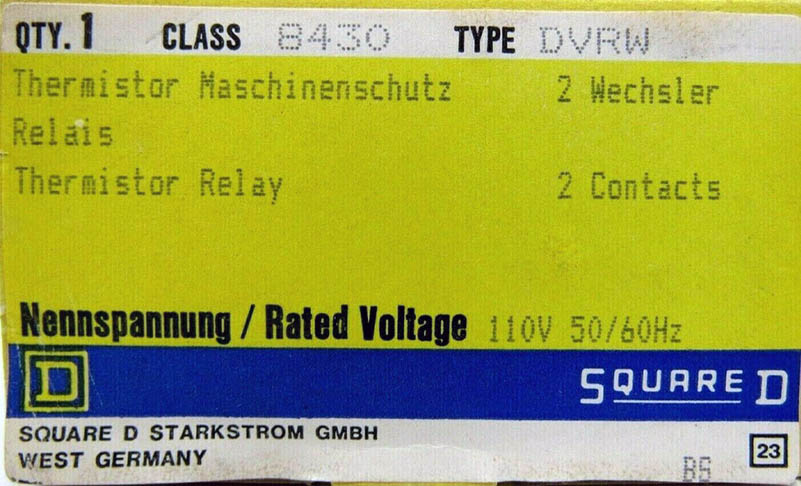 QTY. 1 CLASS 8430 TYPE DVRW
Thermistor Maschinenschutz 2 Wechsler
Relais
Thermistor Relay 2 Contacts
Nennspannung / Rated Voltage 110V 50/60Hz
D SQUARE D
SQUARE D STARKSTROM GMBH
WEST GERMANY
23